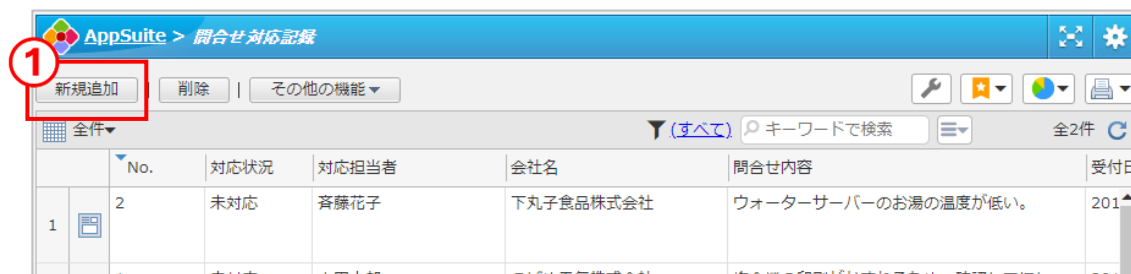 AppSuite > 問合せ対応記録
1
新規追加 | 削除 | その他の機能▼
全件▼ (すべて) キーワードで検索 全2件
No. 対応状況 対応担当者 会社名 問合せ内容 受付
1 2 未対応 斉藤花子 下丸子食品株式会社 ウォーターサーバーのお湯の温度が低い。 201